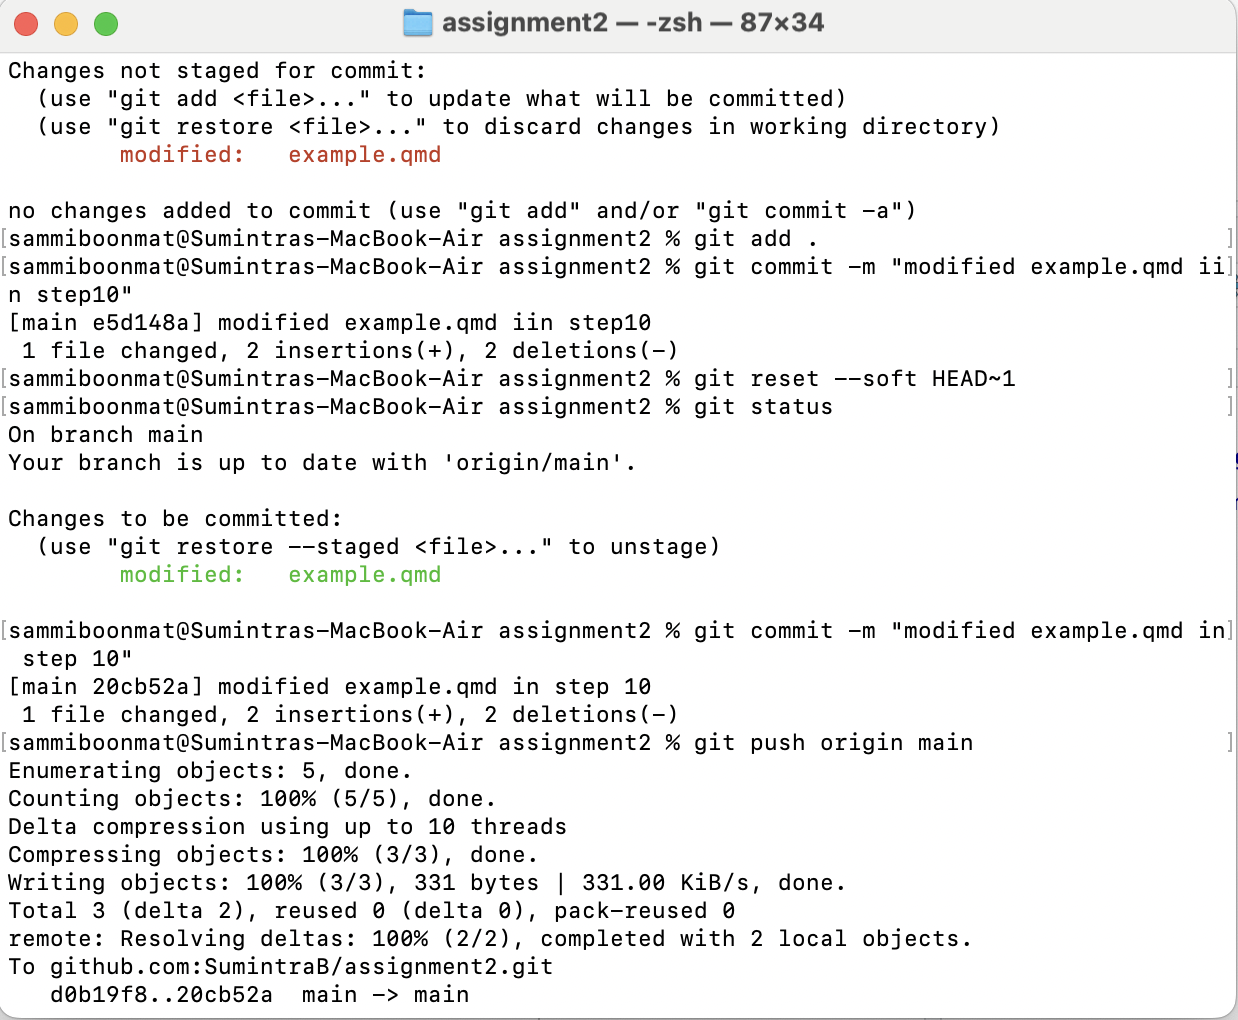 assignment2 — -zsh — 87×34
Changes not staged for commit:
  (use "git add <file>..." to update what will be committed)
  (use "git restore <file>..." to discard changes in working directory)
        modified:   example.qmd

no changes added to commit (use "git add" and/or "git commit -a")
[sammiboonmat@Sumintras-MacBook-Air assignment2 % git add .                             ]
[sammiboonmat@Sumintras-MacBook-Air assignment2 % git commit -m "modified example.qmd ii]
n step10"
[main e5d148a] modified example.qmd iin step10
 1 file changed, 2 insertions(+), 2 deletions(-)
[sammiboonmat@Sumintras-MacBook-Air assignment2 % git reset --soft HEAD~1               ]
[sammiboonmat@Sumintras-MacBook-Air assignment2 % git status                            ]
On branch main
Your branch is up to date with 'origin/main'.

Changes to be committed:
  (use "git restore --staged <file>..." to unstage)
        modified:   example.qmd

[sammiboonmat@Sumintras-MacBook-Air assignment2 % git commit -m "modified example.qmd in]
 step 10"
[main 20cb52a] modified example.qmd in step 10
 1 file changed, 2 insertions(+), 2 deletions(-)
[sammiboonmat@Sumintras-MacBook-Air assignment2 % git push origin main                  ]
Enumerating objects: 5, done.
Counting objects: 100% (5/5), done.
Delta compression using up to 10 threads
Compressing objects: 100% (3/3), done.
Writing objects: 100% (3/3), 331 bytes | 331.00 KiB/s, done.
Total 3 (delta 2), reused 0 (delta 0), pack-reused 0
remote: Resolving deltas: 100% (2/2), completed with 2 local objects.
To github.com:SumintraB/assignment2.git
   d0b19f8..20cb52a  main -> main